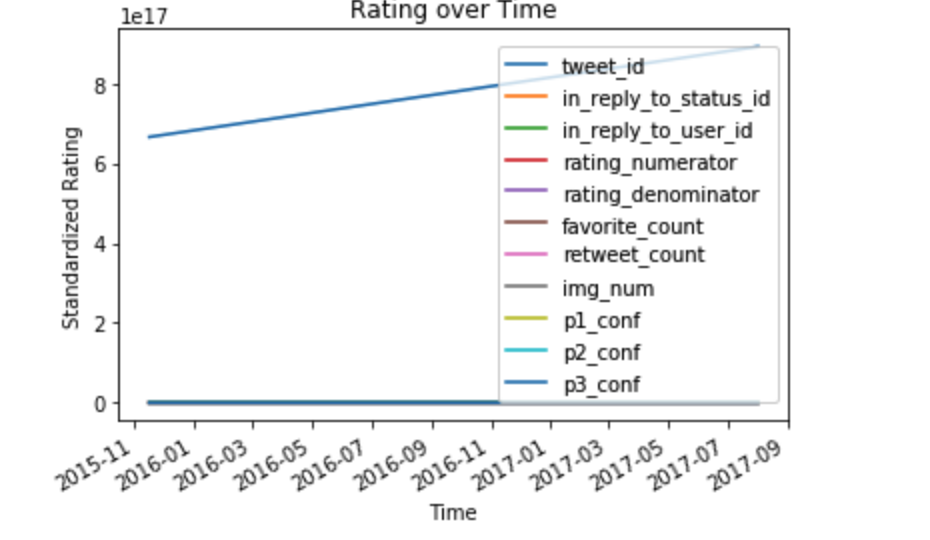 Rating over Time
1e17
8
6
4
2
0
Standardized Rating
tweet_id
in_reply_to_status_id
in_reply_to_user_id
rating_numerator
rating_denominator
favorite_count
retweet_count
img_num
p1_conf
p2_conf
p3_conf
2015-11
2016-01
2016-03
2016-05
2016-07
2016-09
2016-11
2017-01
2017-03
2017-05
2017-07
2017-09
Time